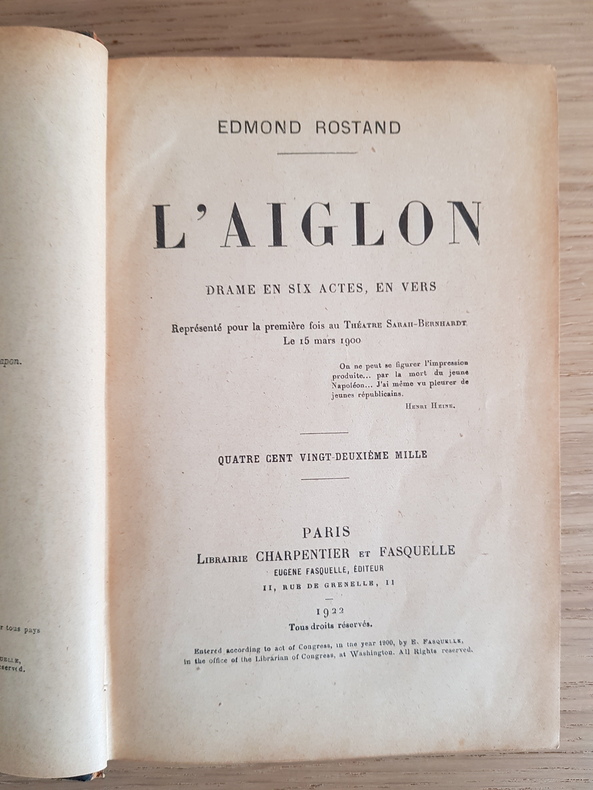 EDMOND ROSTAND
L'AIGLON
DRAME EN SIX ACTES, EN VERS
Représenté pour la première fois au THÉATRE SARAH-BERNHARDT
Le 15 mars 1900
On ne peut se figurer l'impression
produite... par la mort du jeune
Napoléon... J'ai même vu pleurer de
jeunes républicains.
HENRI HEINE.
QUATRE CENT VINGT-DEUXIÈME MILLE
PARIS
LIBRAIRIE CHARPENTIER ET FASQUELLE
EUGÈNE FASQUELLE, ÉDITEUR
11, RUE DE GRENELLE, 11
1922
Tous droits réservés.
Entered according to act of Congress, in the year 1900, by E. FASQUELLE,
in the office of the Librarian of Congress, at Washington. All Rights reserved.
tous pays